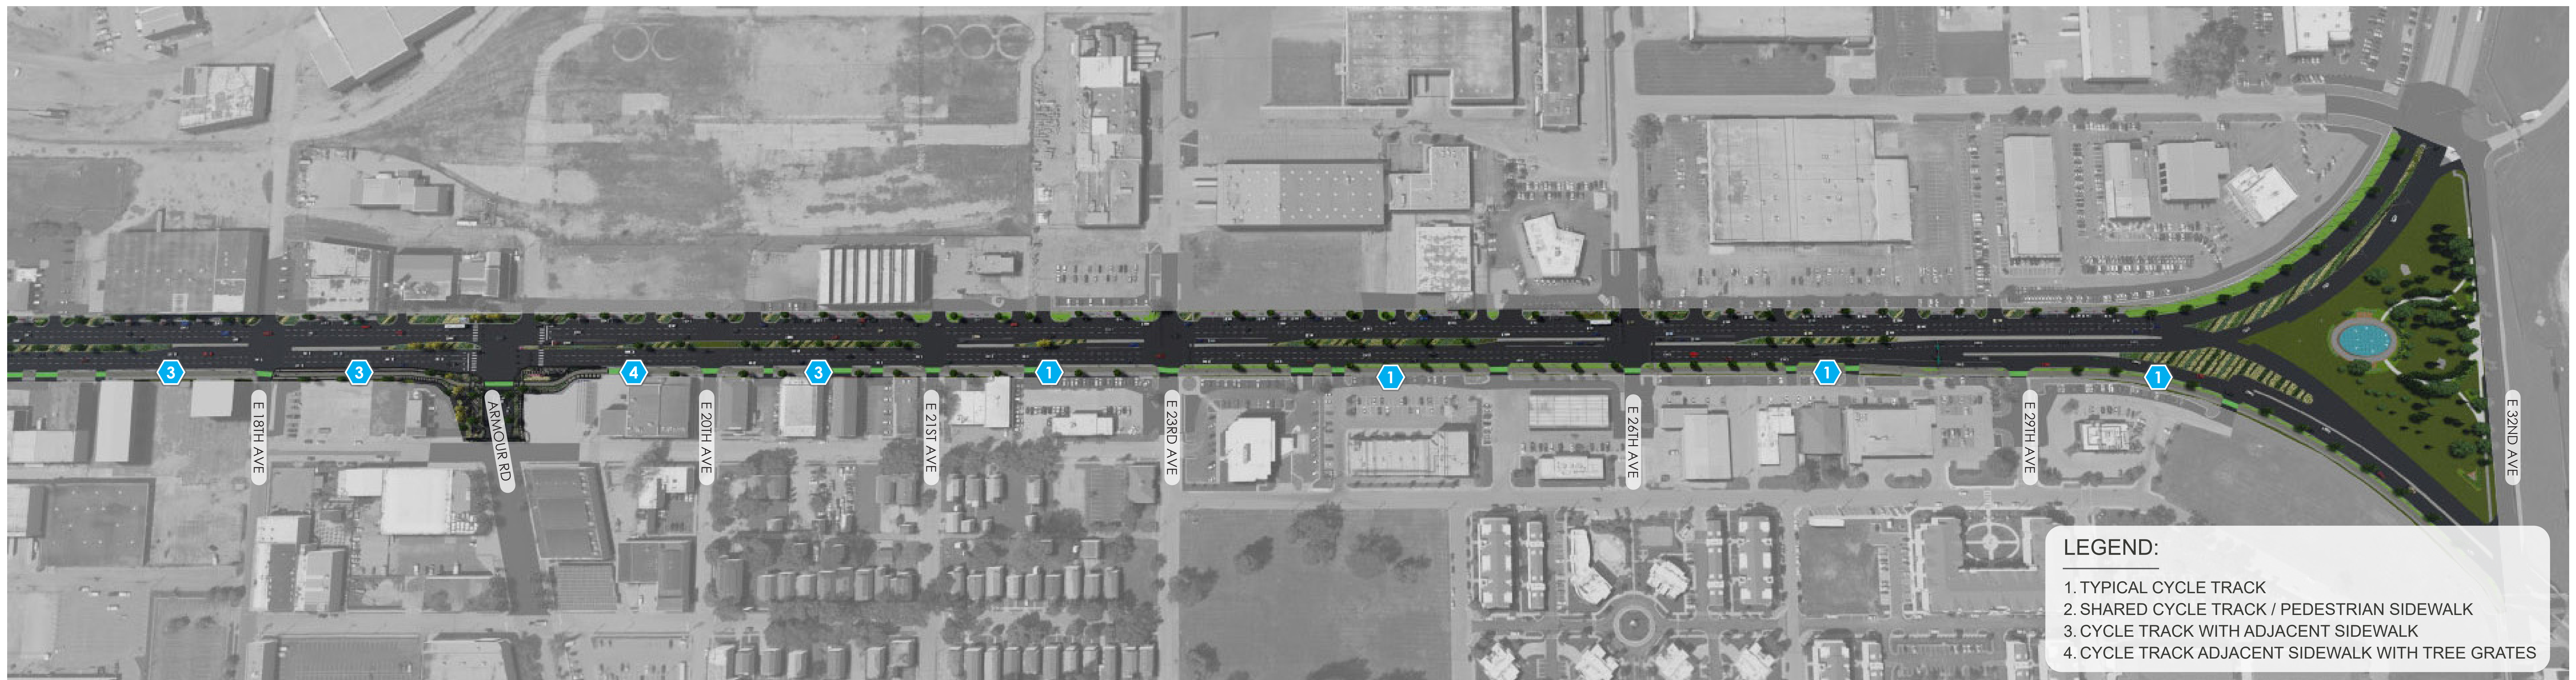 3
3
4
3
1
1
1
1
E 18TH AVE
ARMOUR RD
E 20TH AVE
E 21ST AVE
E 23RD AVE
E 26TH AVE
E 29TH AVE
E 32ND AVE
LEGEND:
1. TYPICAL CYCLE TRACK
2. SHARED CYCLE TRACK / PEDESTRIAN SIDEWALK
3. CYCLE TRACK WITH ADJACENT SIDEWALK
4. CYCLE TRACK ADJACENT SIDEWALK WITH TREE GRATES